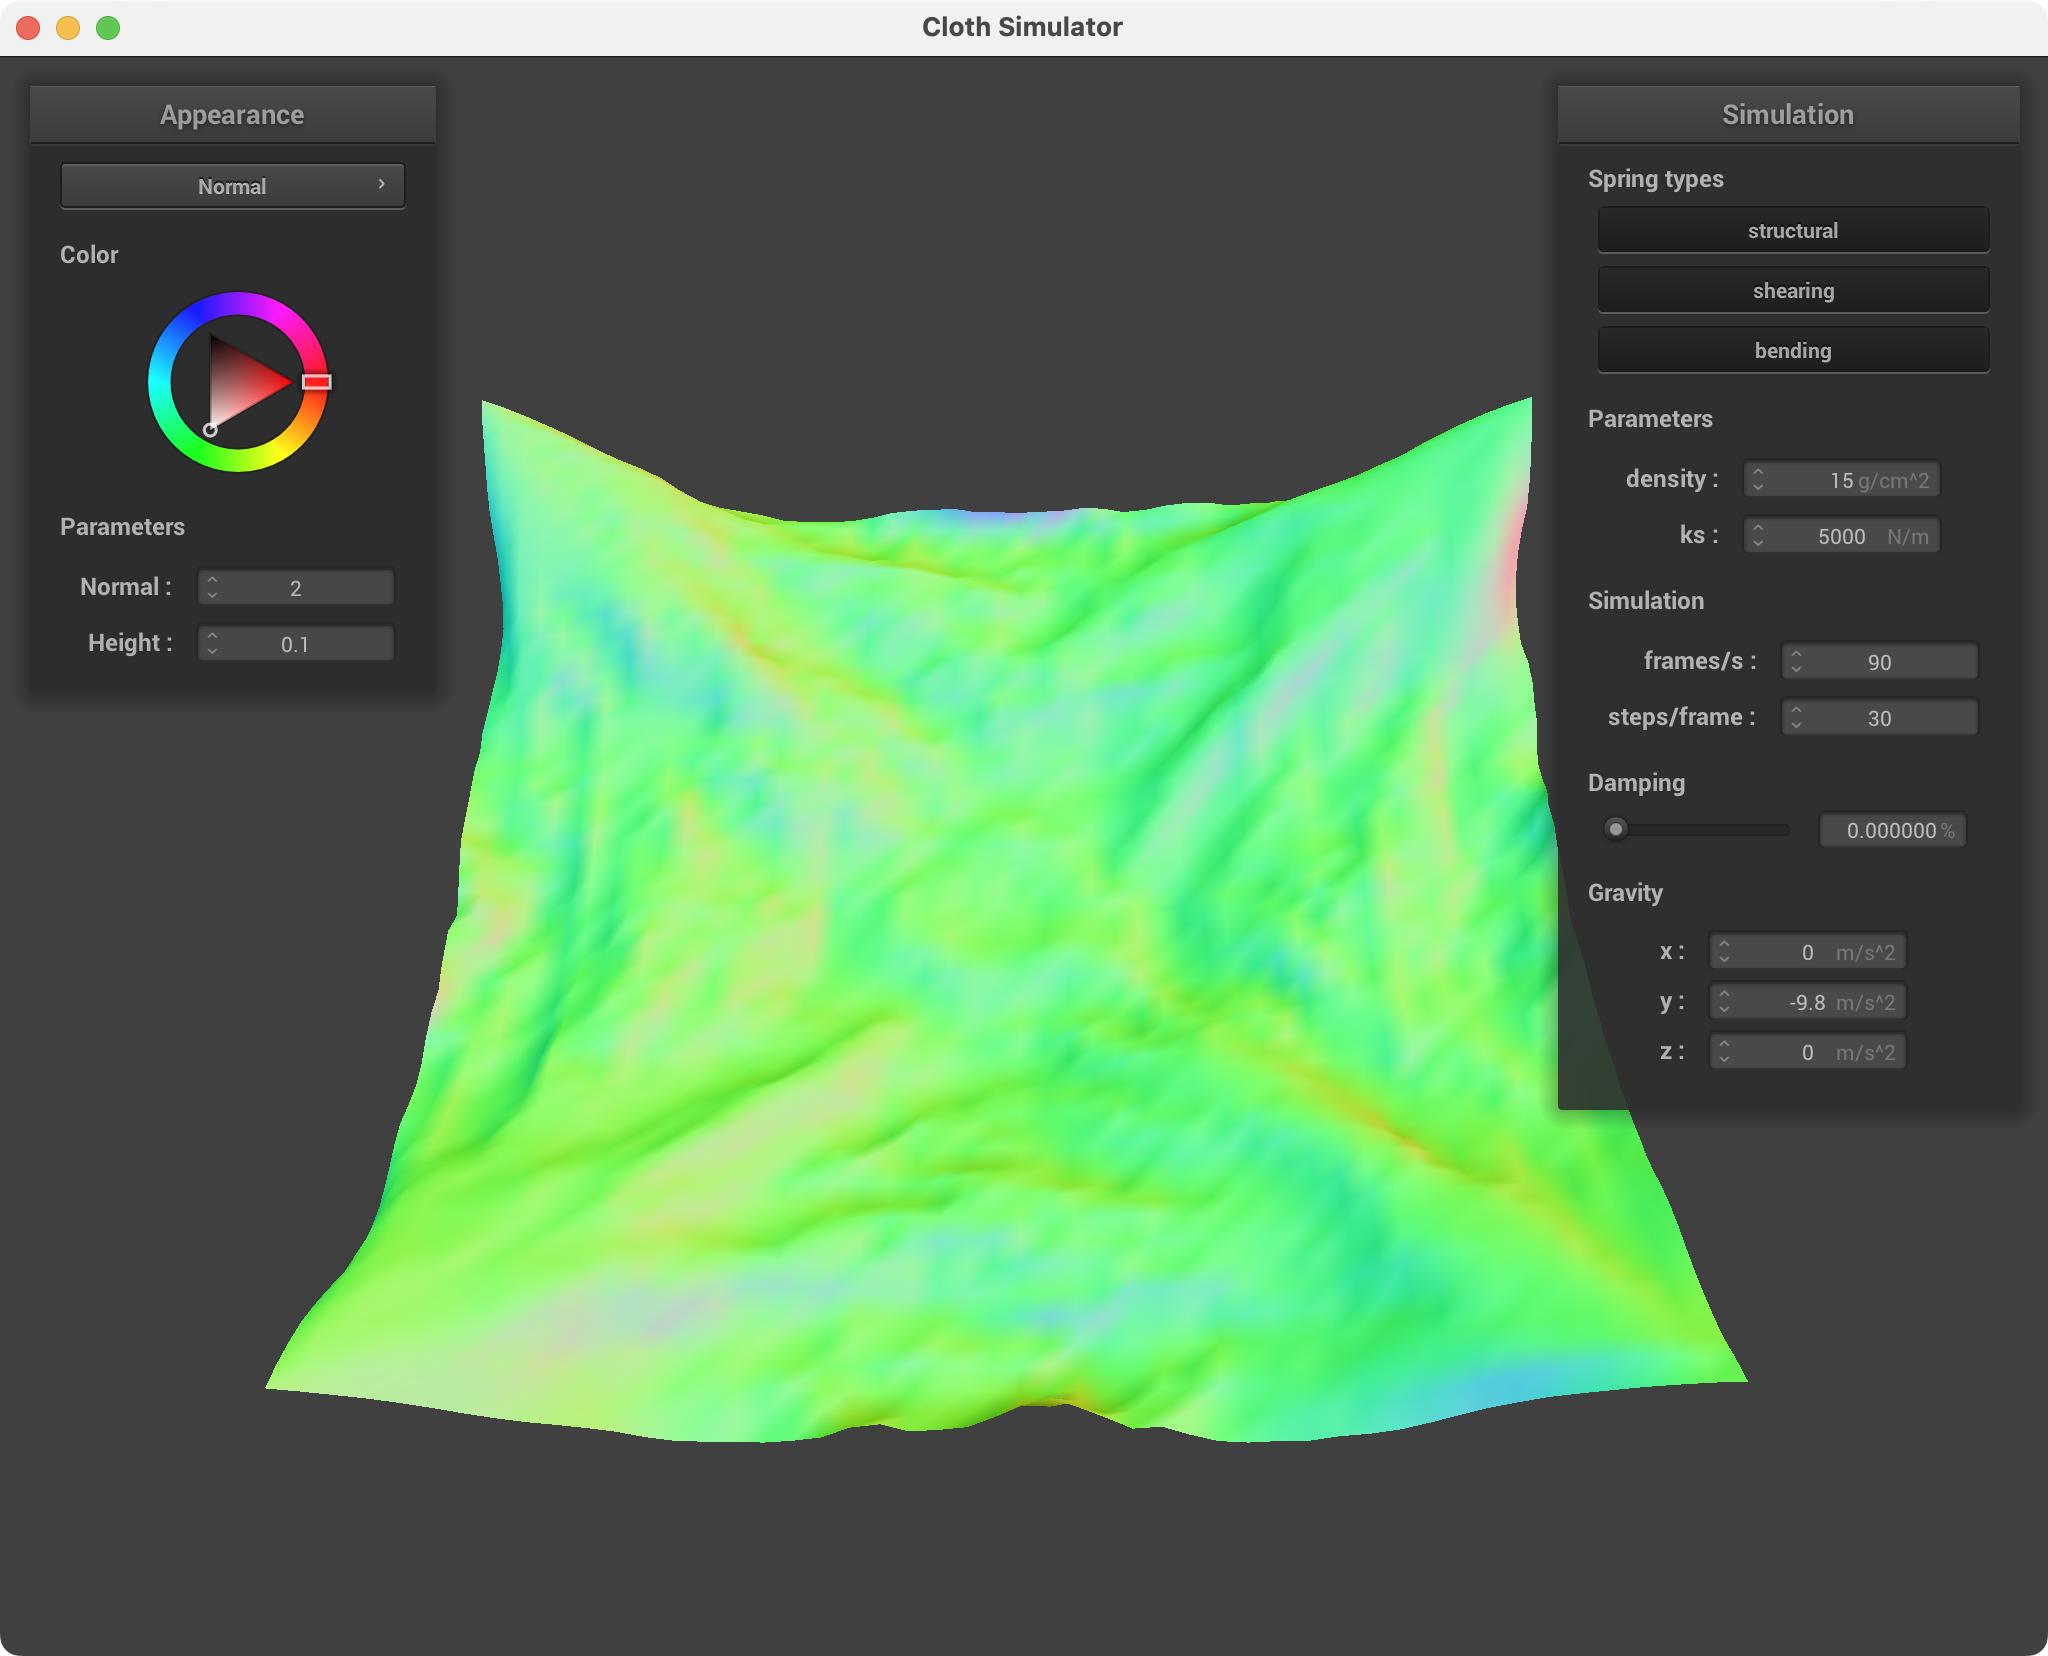 Cloth Simulator
Appearance
Normal
Color
Parameters
Normal : 2
Height : 0.1
Simulation
Spring types
structural
shearing
bending
Parameters
density : 15 g/cm^2
ks : 5000 N/m
Simulation
frames/s : 90
steps/frame : 30
Damping
0.000000 %
Gravity
x : 0 m/s^2
y : -9.8 m/s^2
z : 0 m/s^2